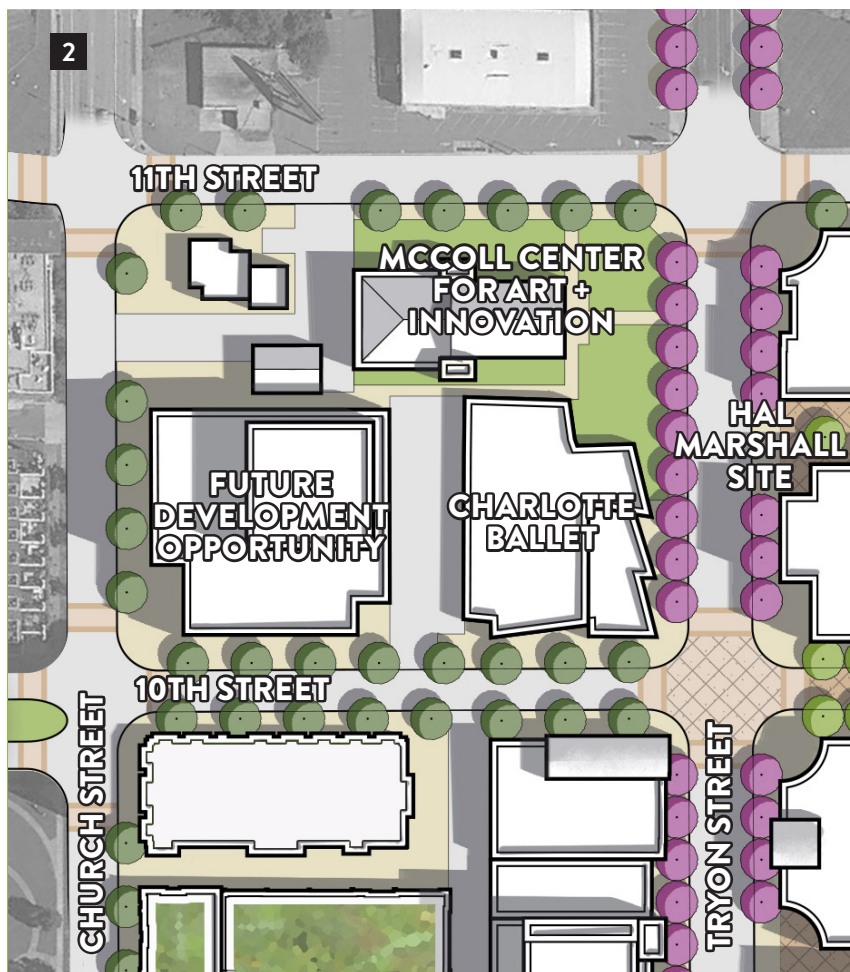 2
11TH STREET
MCCOLL CENTER
FOR ART +
INNOVATION
HAL
MARSHALL
SITE
FUTURE
DEVELOPMENT
OPPORTUNITY
CHARLOTTE
BALLET
10TH STREET
CHURCH STREET
TRYON STREET